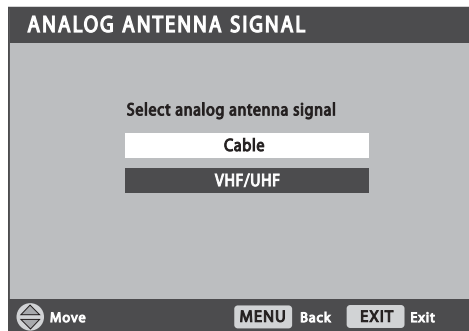 ANALOG ANTENNA SIGNAL
Select analog antenna signal
Cable
VHF/UHF
Move MENU Back EXIT Exit